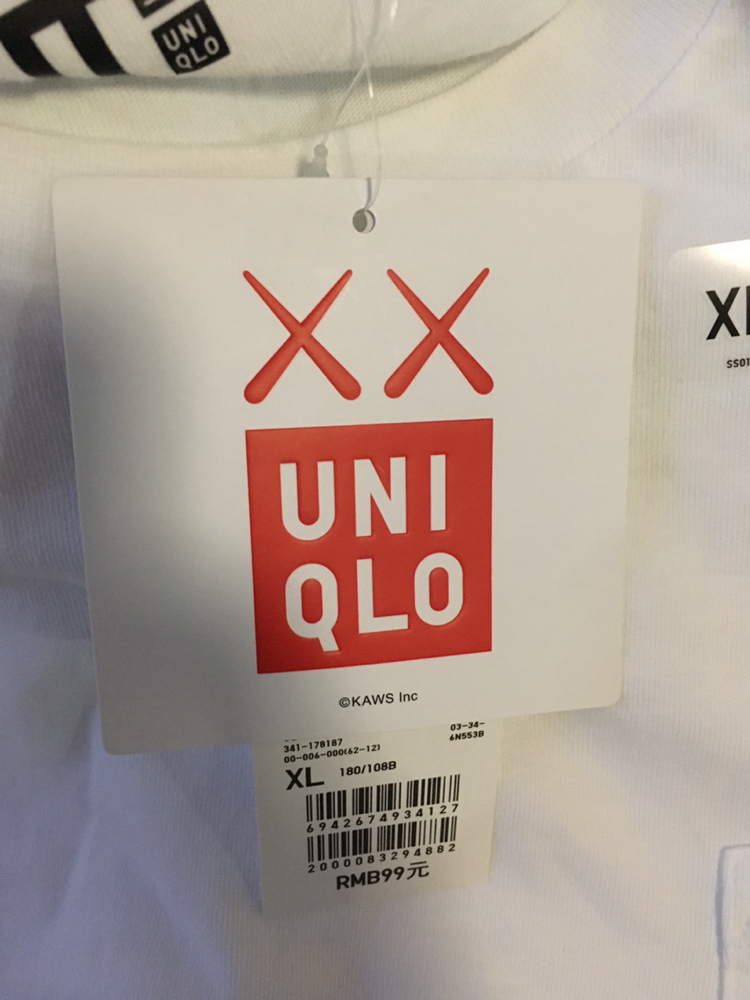 UNI
QLO
XX
UNI
QLO
©KAWS Inc
341-178187
00-006-000(62-12)
03-34-
6N553B
XL 180/108B
6942674934127
2000083294882
RMB99元
X
SS01